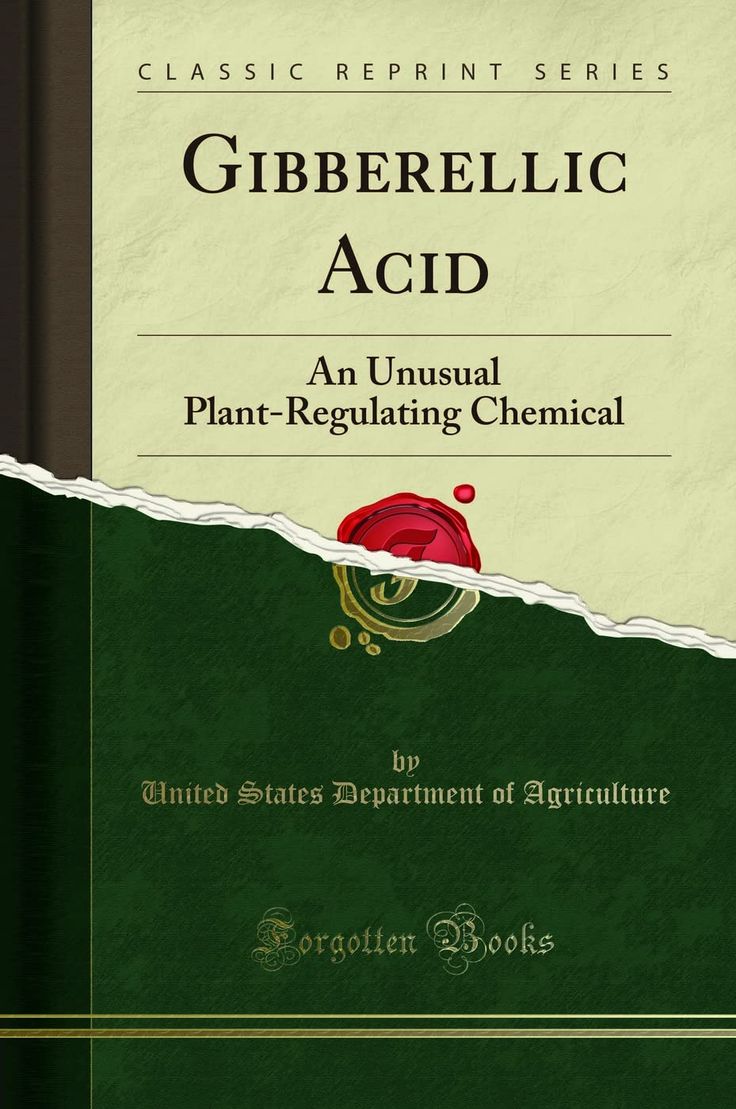 CLASSIC REPRINT SERIES
GIBBERELLIC
ACID
An Unusual
Plant-Regulating Chemical
by
United States Department of Agriculture
Forgotten Books